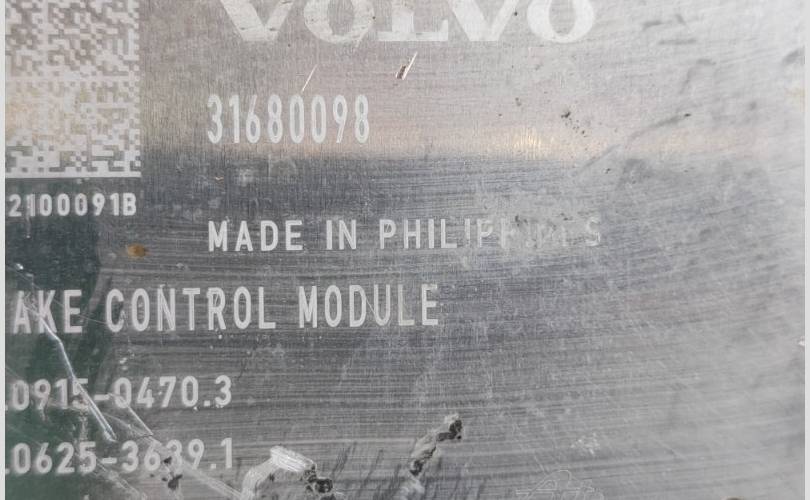 VOLVO
31680098
2100091B
MADE IN PHILIPPINES
AKE CONTROL MODULE
.0915-0470.3
.0625-3639.1